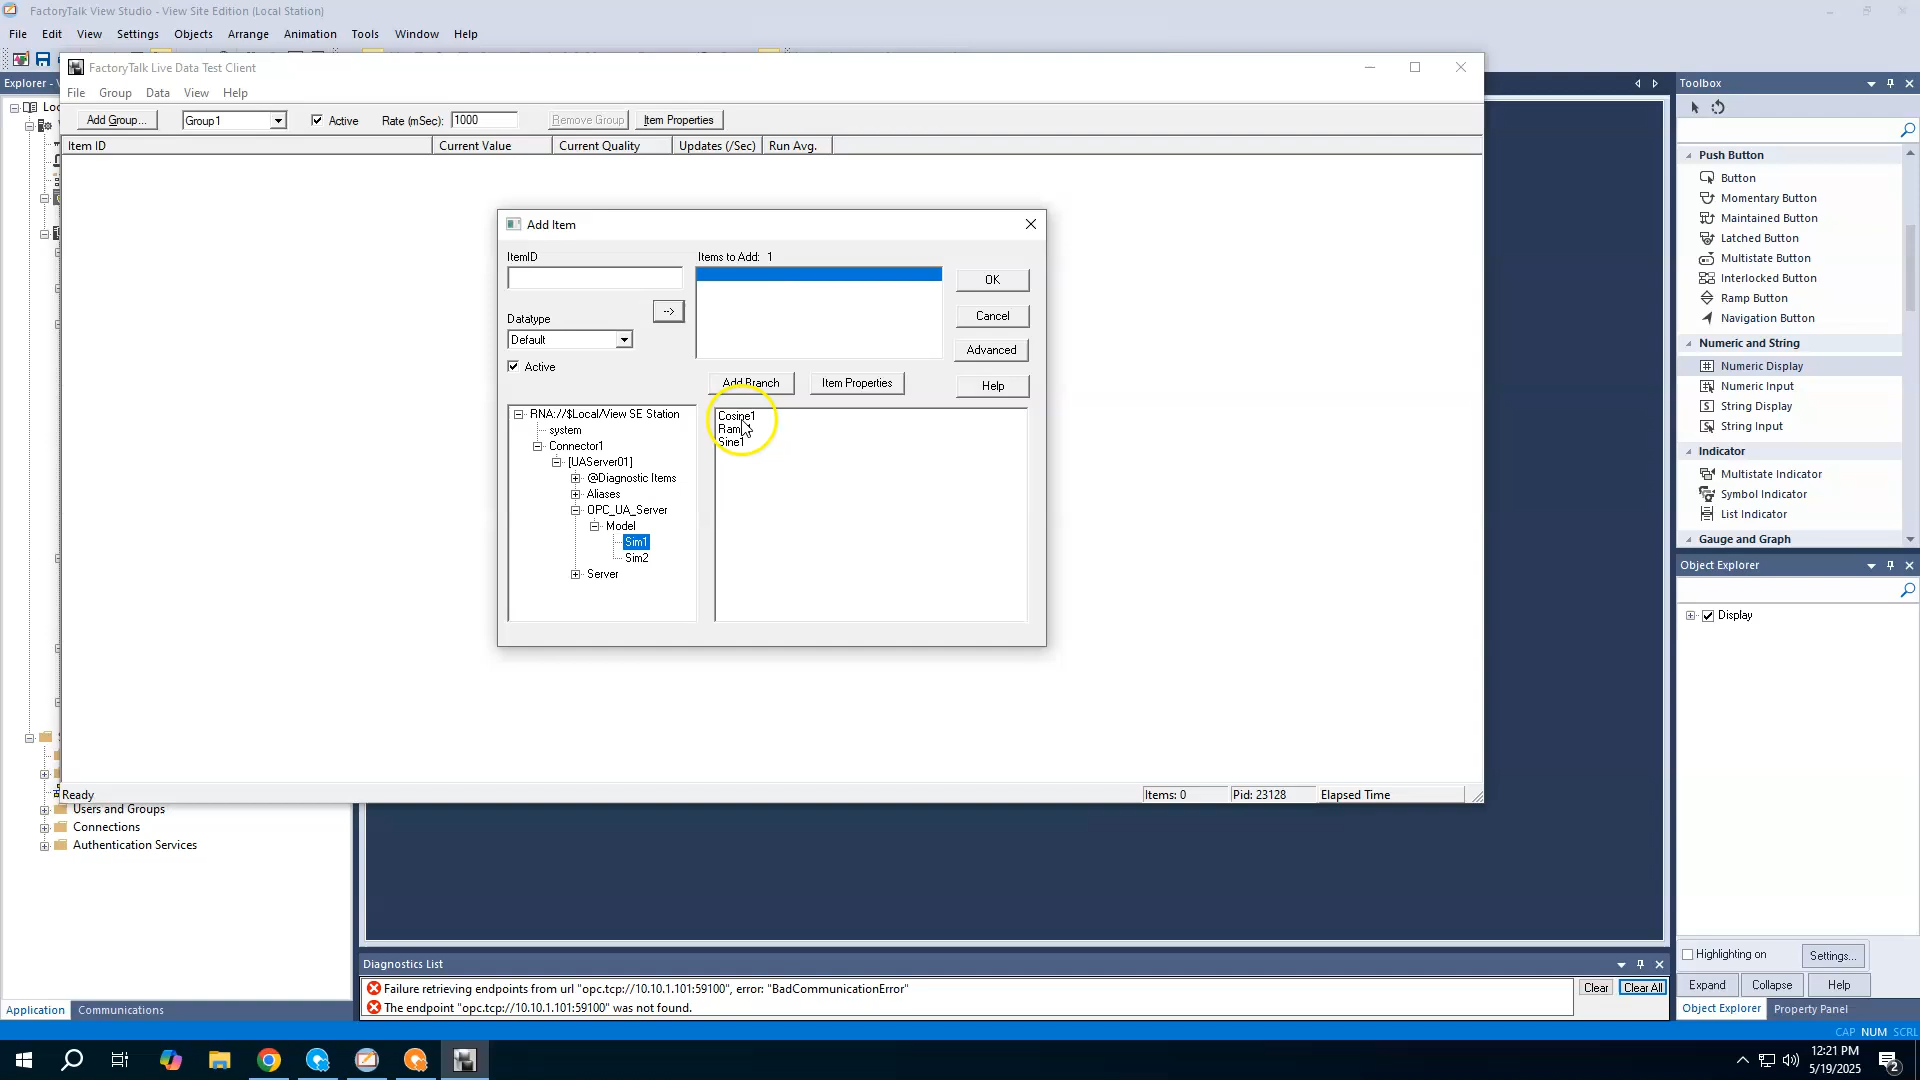 FactoryTalk View Studio - View Site Edition (Local Station)
File Edit View Settings Objects Arrange Animation Tools Window Help
FactoryTalk Live Data Test Client
File Group Data View Help
Add Group... Group1 Active Rate (mSec): 1000 Remove Group Item Properties
Item ID Current Value Current Quality Updates (/Sec) Run Avg.
Explorer -
Add Item
ItemID
Items to Add: 1
OK
-->
Datatype
Default
Cancel
Advanced
Active
Add Branch Item Properties Help
RNA://$Local/View SE Station
system
Connector1
[UAServer01]
@Diagnostic Items
Aliases
OPC_UA_Server
Model
Sim1
Sim2
Server
Cosine1
Sine1
Ready Items: 0 Pid: 23128 Elapsed Time
Users and Groups
Connections
Authentication Services
Application Communications
Diagnostics List
Failure retrieving endpoints from url "opc.tcp://10.10.1.101:59100", error: "BadCommunicationError"
The endpoint "opc.tcp://10.10.1.101:59100" was not found.
Clear Clear All
Toolbox
Push Button
Button
Momentary Button
Maintained Button
Latched Button
Multistate Button
Interlocked Button
Ramp Button
Navigation Button
Numeric and String
Numeric Display
Numeric Input
String Display
String Input
Indicator
Multistate Indicator
Symbol Indicator
List Indicator
Gauge and Graph
Object Explorer
Display
Highlighting on Settings...
Expand Collapse Help
Object Explorer Property Panel
CAP NUM SCRL
12:21 PM
5/19/2025
2